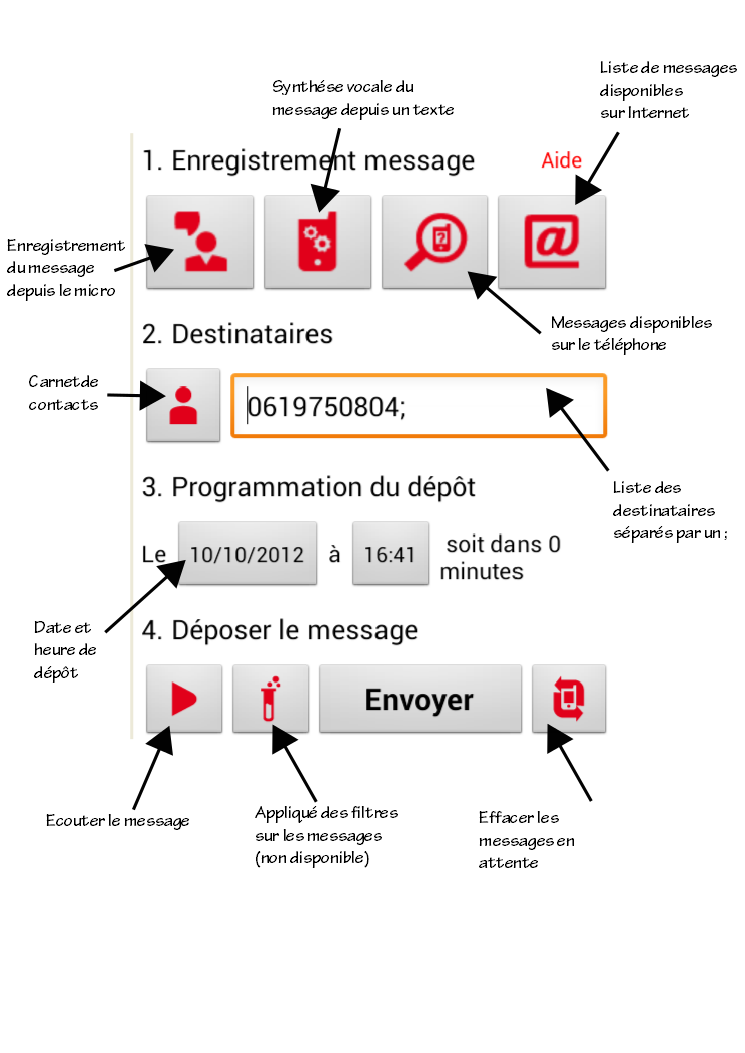 Liste de messages
disponibles
sur Internet
Synthése vocale du
message depuis un texte
1. Enregistrement message
Aide
@
?
Enregistrement
du message
depuis le micro
Messages disponibles
sur le téléphone
2. Destinataires
Carnet de
contacts
0619750804;
Liste des
destinataires
séparés par un ;
3. Programmation du dépôt
Le 10/10/2012 à 16:41 soit dans 0
minutes
Date et
heure de
dépôt
4. Déposer le message
Envoyer
Ecouter le message
Appliqué des filtres
sur les messages
(non disponible)
Effacer les
messages en
attente